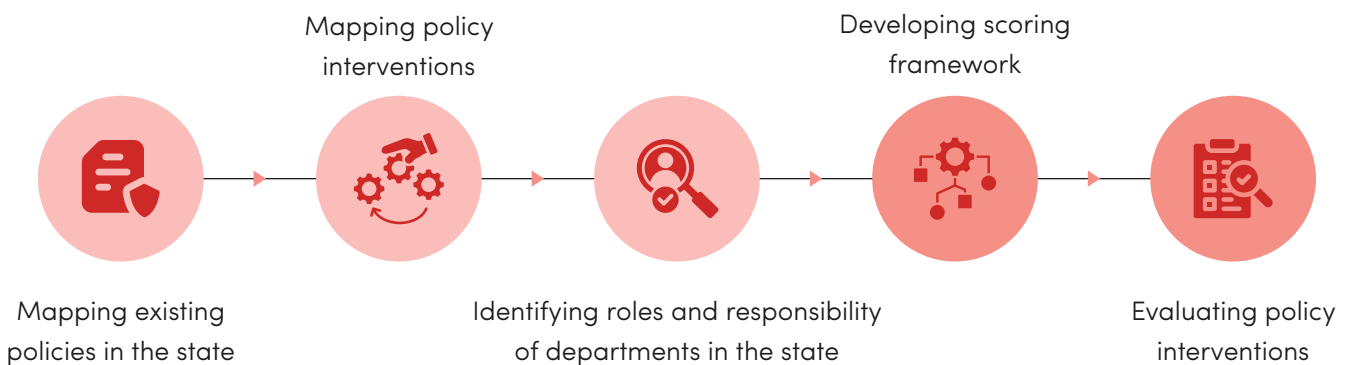 Mapping existing
policies in the state
Mapping policy
interventions
Identifying roles and responsibility
of departments in the state
Developing scoring
framework
Evaluating policy
interventions